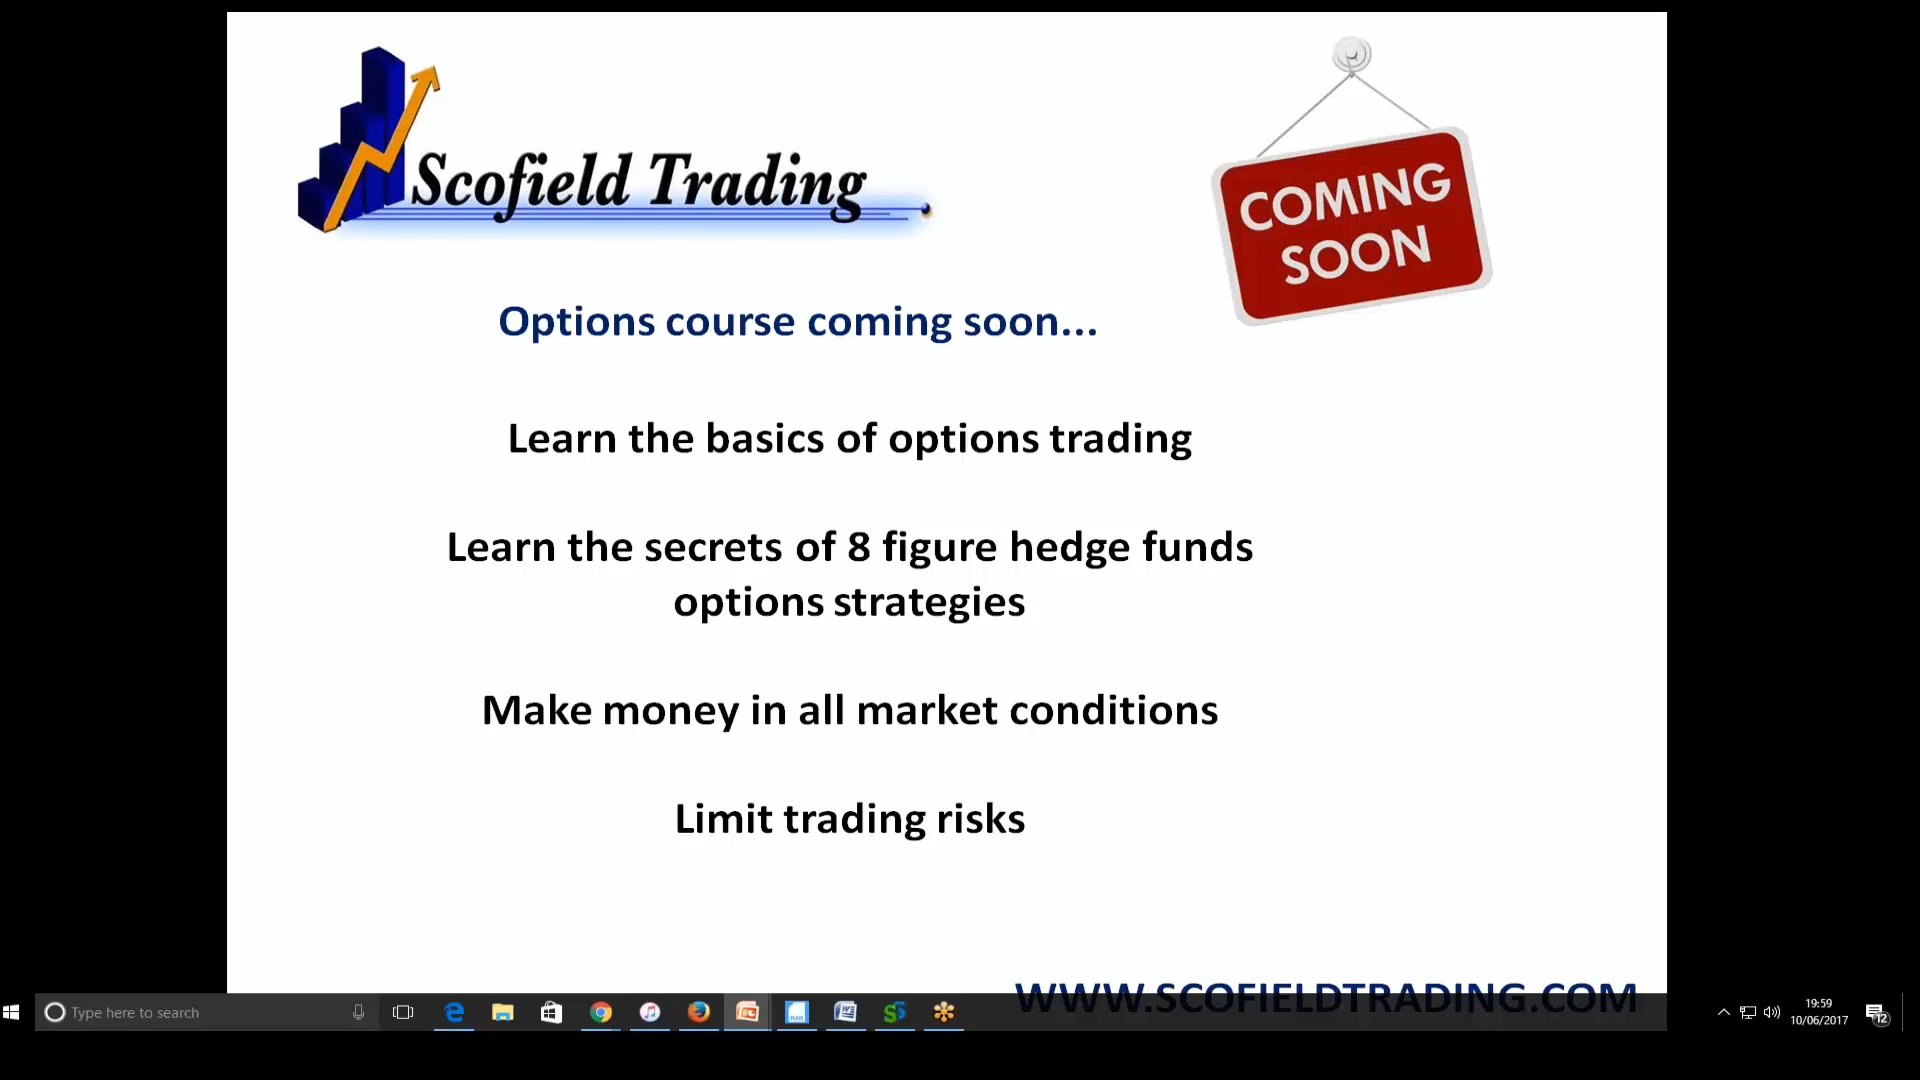 Scofield Trading
COMING
SOON
Options course coming soon...
Learn the basics of options trading
Learn the secrets of 8 figure hedge funds
options strategies
Make money in all market conditions
Limit trading risks
WWW.SCOFIELDTRADING.COM
Type here to search
19:59
10/06/2017
12